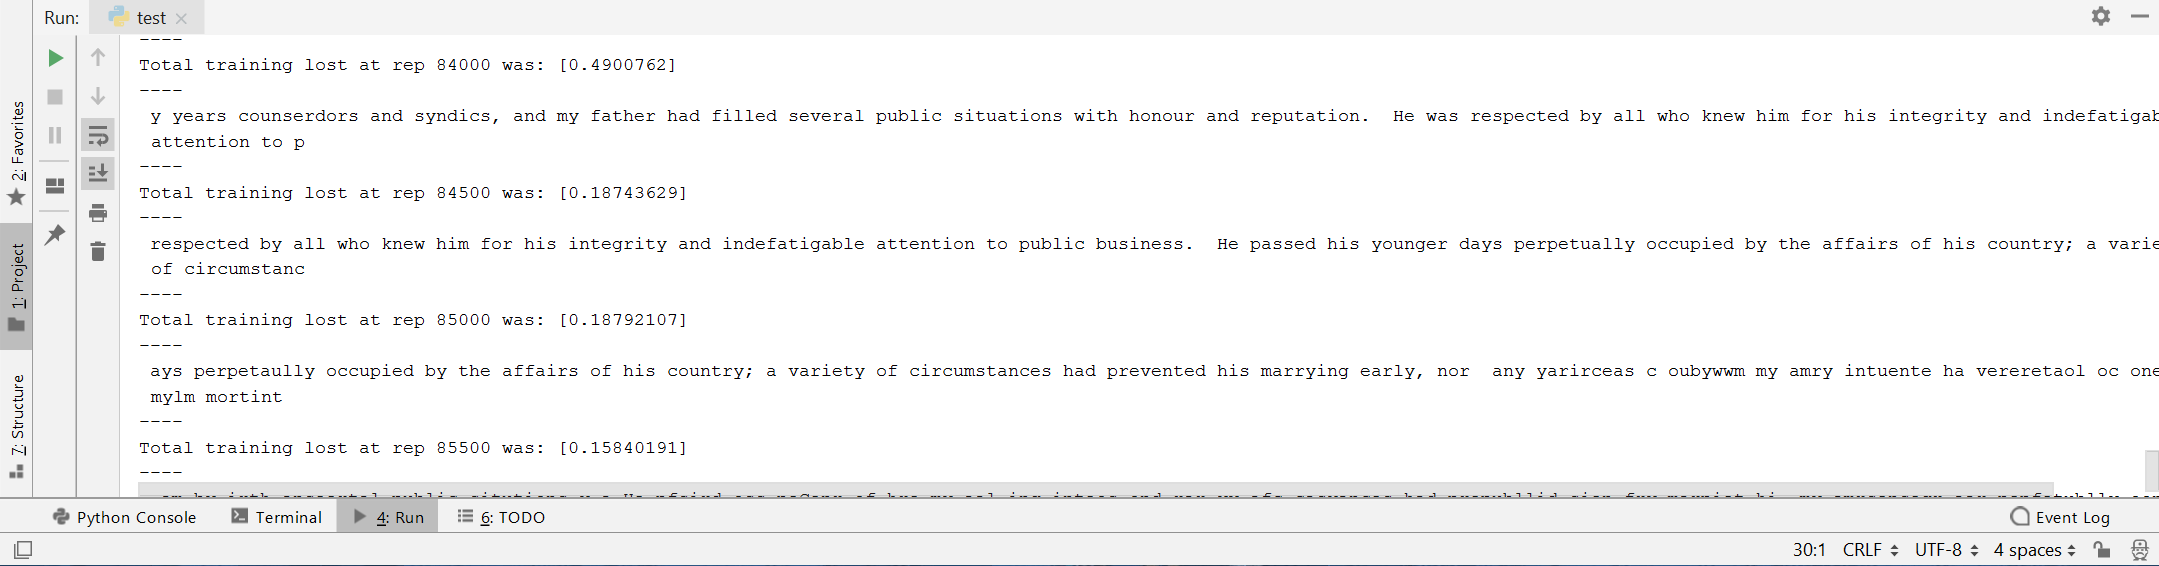 Run: test
----
Total training lost at rep 84000 was: [0.4900762]
----
y years counserdors and syndics, and my father had filled several public situations with honour and reputation.  He was respected by all who knew him for his integrity and indefatigab
attention to p
----
Total training lost at rep 84500 was: [0.18743629]
----
respected by all who knew him for his integrity and indefatigable attention to public business.  He passed his younger days perpetually occupied by the affairs of his country; a varie
of circumstanc
----
Total training lost at rep 85000 was: [0.18792107]
----
ays perpetaully occupied by the affairs of his country; a variety of circumstances had prevented his marrying early, nor  any yarirceas c oubywwm my amry intuente ha vereretaol oc one
mylm mortint
----
Total training lost at rep 85500 was: [0.15840191]
----
2: Favorites
1: Project
7: Structure
Python Console Terminal 4: Run 6: TODO Event Log
30:1 CRLF UTF-8 4 spaces